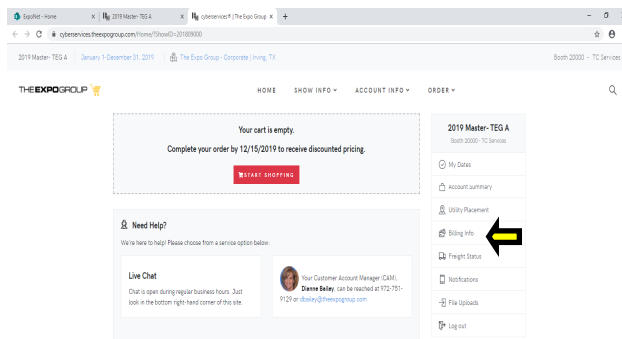 ExpoNet - Home
2019 Master- TEG A
cyberservices® | The Expo Group
cyberservices.theexpogroup.com/Home/?ShowID=201809000
2019 Master- TEG A January 1-December 31, 2019 The Expo Group - Corporate | Irving, TX Booth 20000 - TC Services
THEEXPOGROUP HOME SHOW INFO ACCOUNT INFO ORDER
Your cart is empty.
Complete your order by 12/15/2019 to receive discounted pricing.
START SHOPPING
Need Help?
We're here to help! Please choose from a service option below:
Live Chat
Chat is open during regular business hours. Just
look in the bottom right-hand corner of this site.
Your Customer Account Manager (CAM),
Dianne Bailey, can be reached at 972-751-
9129 or dbailey@theexpogroup.com
2019 Master- TEG A
Booth 20000 - TC Services
My Dates
Account Summary
Utility Placement
Billing Info
Freight Status
Notifications
File Uploads
Log out